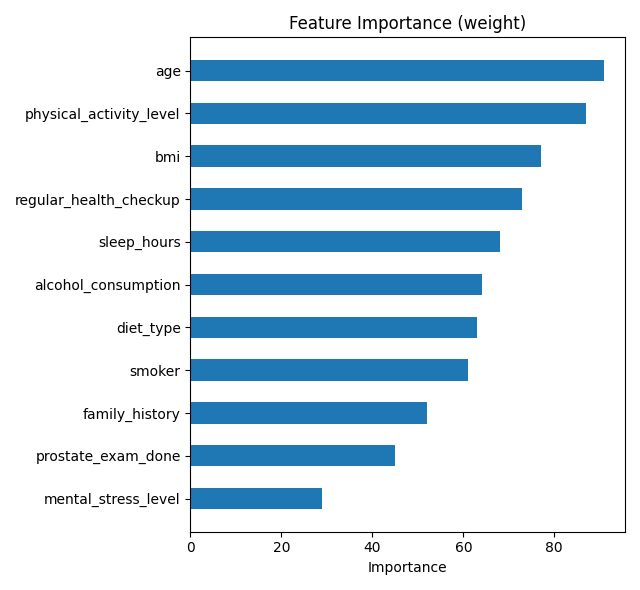 Feature Importance (weight)
age
physical_activity_level
bmi
regular_health_checkup
sleep_hours
alcohol_consumption
diet_type
smoker
family_history
prostate_exam_done
mental_stress_level
0 20 40 60 80
Importance